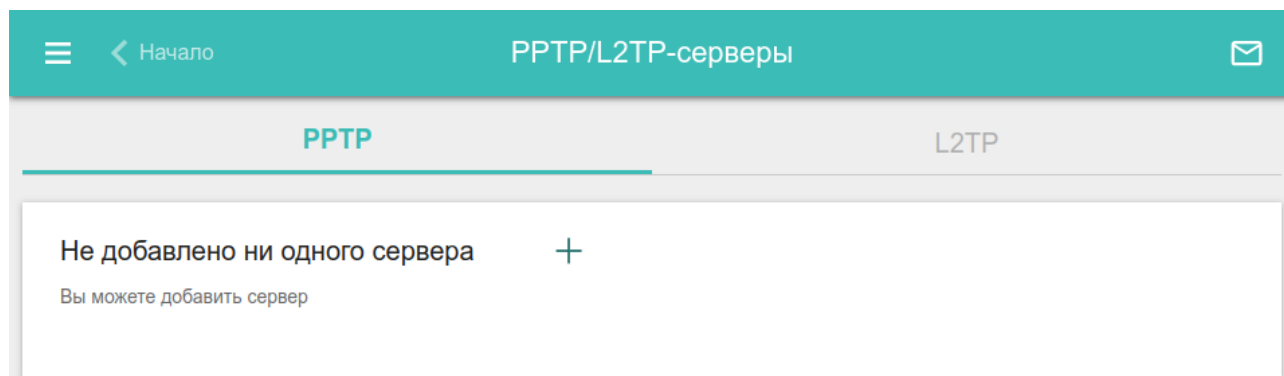 Начало
PPTP/L2TP-серверы
PPTP
L2TP
Не добавлено ни одного сервера
Вы можете добавить сервер